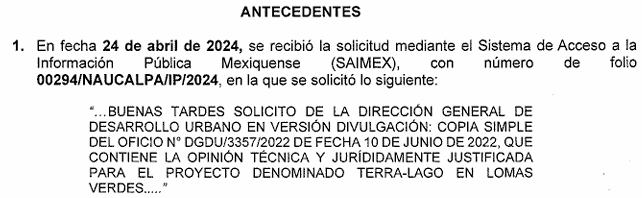 ANTECEDENTES
1. En fecha 24 de abril de 2024, se recibió la solicitud mediante el Sistema de Acceso a la
Información Pública Mexiquense (SAIMEX), con número de folio
00294/NAUCALPA/IP/2024, en la que se solicitó lo siguiente:
"...BUENAS TARDES SOLICITO DE LA DIRECCIÓN GENERAL DE
DESARROLLO URBANO EN VERSIÓN DIVULGACIÓN: COPIA SIMPLE
DEL OFICIO N° DGDU/3357/2022 DE FECHA 10 DE JUNIO DE 2022, QUE
CONTIENE LA OPINIÓN TÉCNICA Y JURÍDIDAMENTE JUSTIFICADA
PARA EL PROYECTO DENOMINADO TERRA-LAGO EN LOMAS
VERDES....."